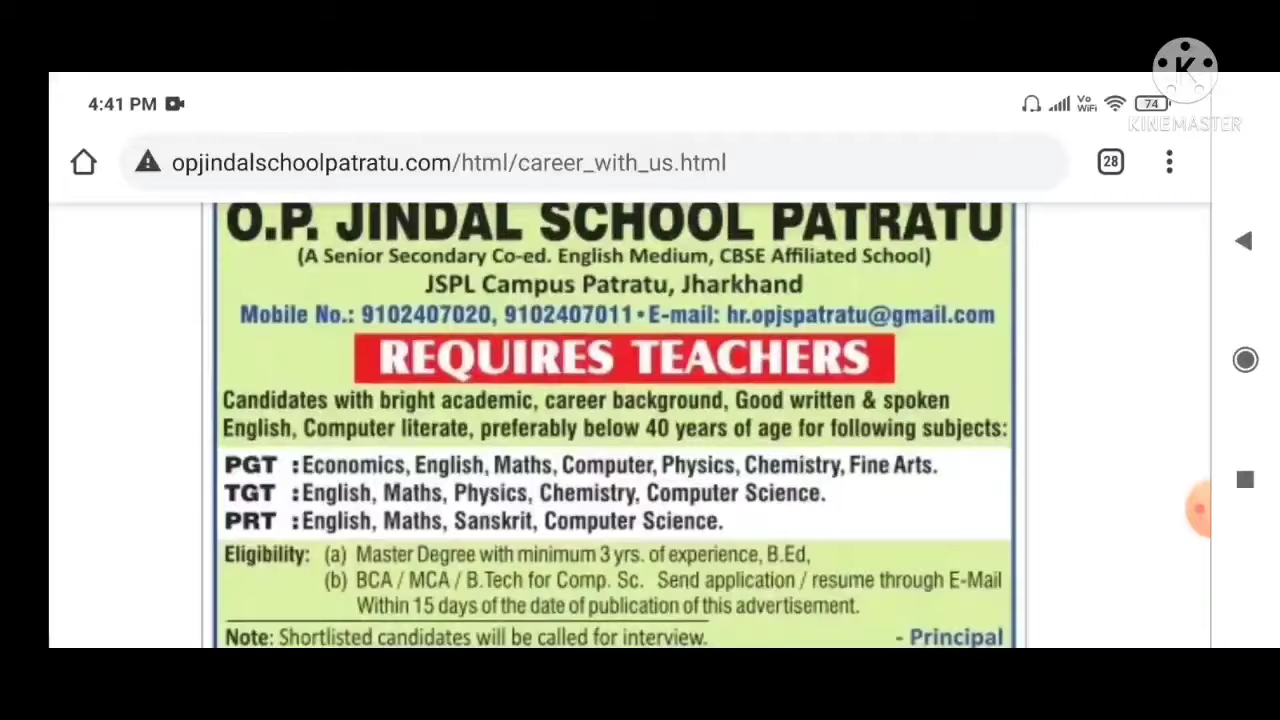 4:41 PM
Vo
WiFi
74
KINEMASTER
opjindalschoolpatratu.com/html/career_with_us.html
28
O.P. JINDAL SCHOOL PATRATU
(A Senior Secondary Co-ed. English Medium, CBSE Affiliated School)
JSPL Campus Patratu, Jharkhand
Mobile No.: 9102407020, 9102407011 • E-mail: hr.opjspatratu@gmail.com
REQUIRES TEACHERS
Candidates with bright academic, career background, Good written & spoken
English, Computer literate, preferably below 40 years of age for following subjects:
PGT : Economics, English, Maths, Computer, Physics, Chemistry, Fine Arts.
TGT : English, Maths, Physics, Chemistry, Computer Science.
PRT : English, Maths, Sanskrit, Computer Science.
Eligibility: (a) Master Degree with minimum 3 yrs. of experience, B.Ed,
(b) BCA / MCA / B.Tech for Comp. Sc. Send application / resume through E-Mail
Within 15 days of the date of publication of this advertisement.
Note: Shortlisted candidates will be called for interview. - Principal